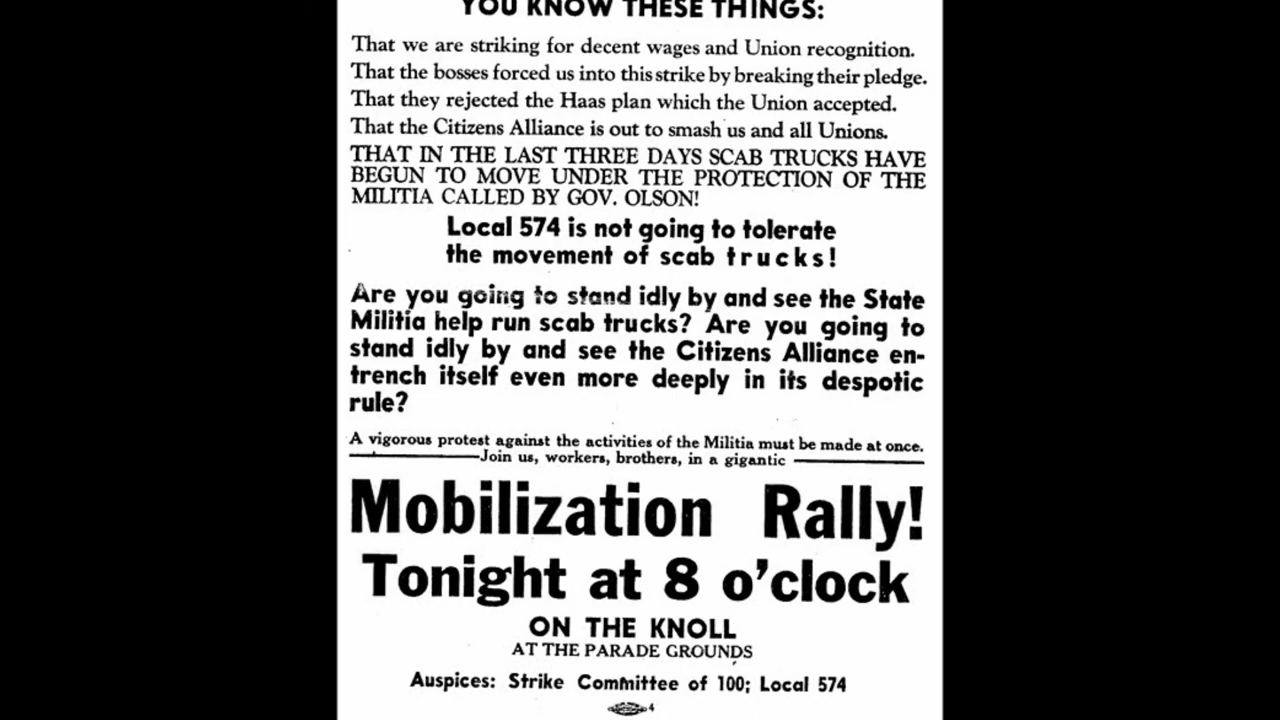 YOU KNOW THESE THINGS:
That we are striking for decent wages and Union recognition.
That the bosses forced us into this strike by breaking their pledge.
That they rejected the Haas plan which the Union accepted.
That the Citizens Alliance is out to smash us and all Unions.
THAT IN THE LAST THREE DAYS SCAB TRUCKS HAVE
BEGUN TO MOVE UNDER THE PROTECTION OF THE
MILITIA CALLED BY GOV. OLSON!
Local 574 is not going to tolerate
the movement of scab trucks!
Are you going to stand idly by and see the State
Militia help run scab trucks? Are you going to
stand idly by and see the Citizens Alliance en-
trench itself even more deeply in its despotic
rule?
A vigorous protest against the activities of the Militia must be made at once.
Join us, workers, brothers, in a gigantic
Mobilization Rally!
Tonight at 8 o'clock
ON THE KNOLL
AT THE PARADE GROUNDS
Auspices: Strike Committee of 100; Local 574
4